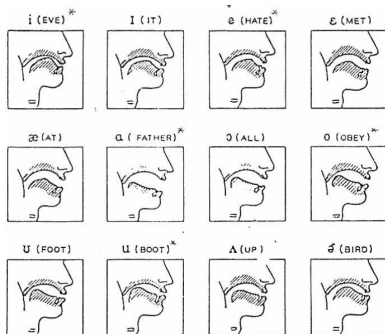 i (EVE)* I (IT) e (HATE)* ɛ (MET)
æ (AT) ɑ (FATHER)* ɔ (ALL) o (OBEY)*
ʊ (FOOT) u (BOOT)* ʌ (UP) ɝ (BIRD)